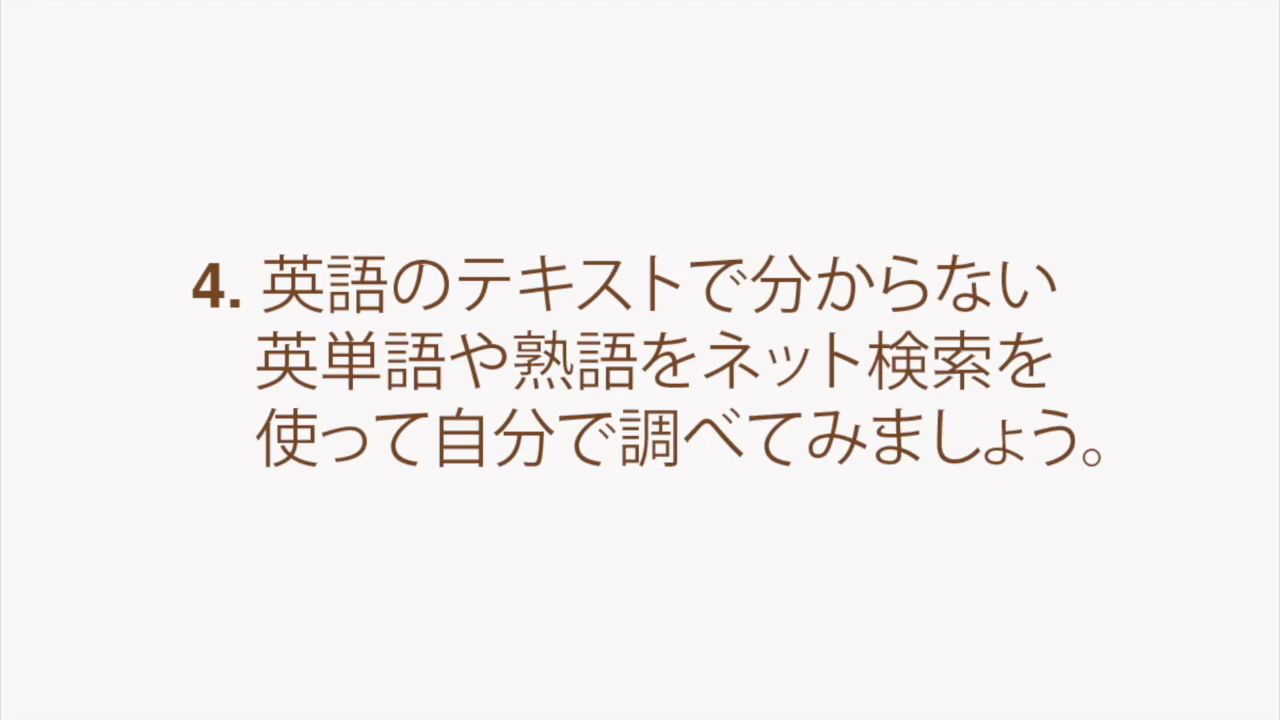 4. 英語のテキストで分からない
英単語や熟語をネット検索を
使って自分で調べてみましょう。